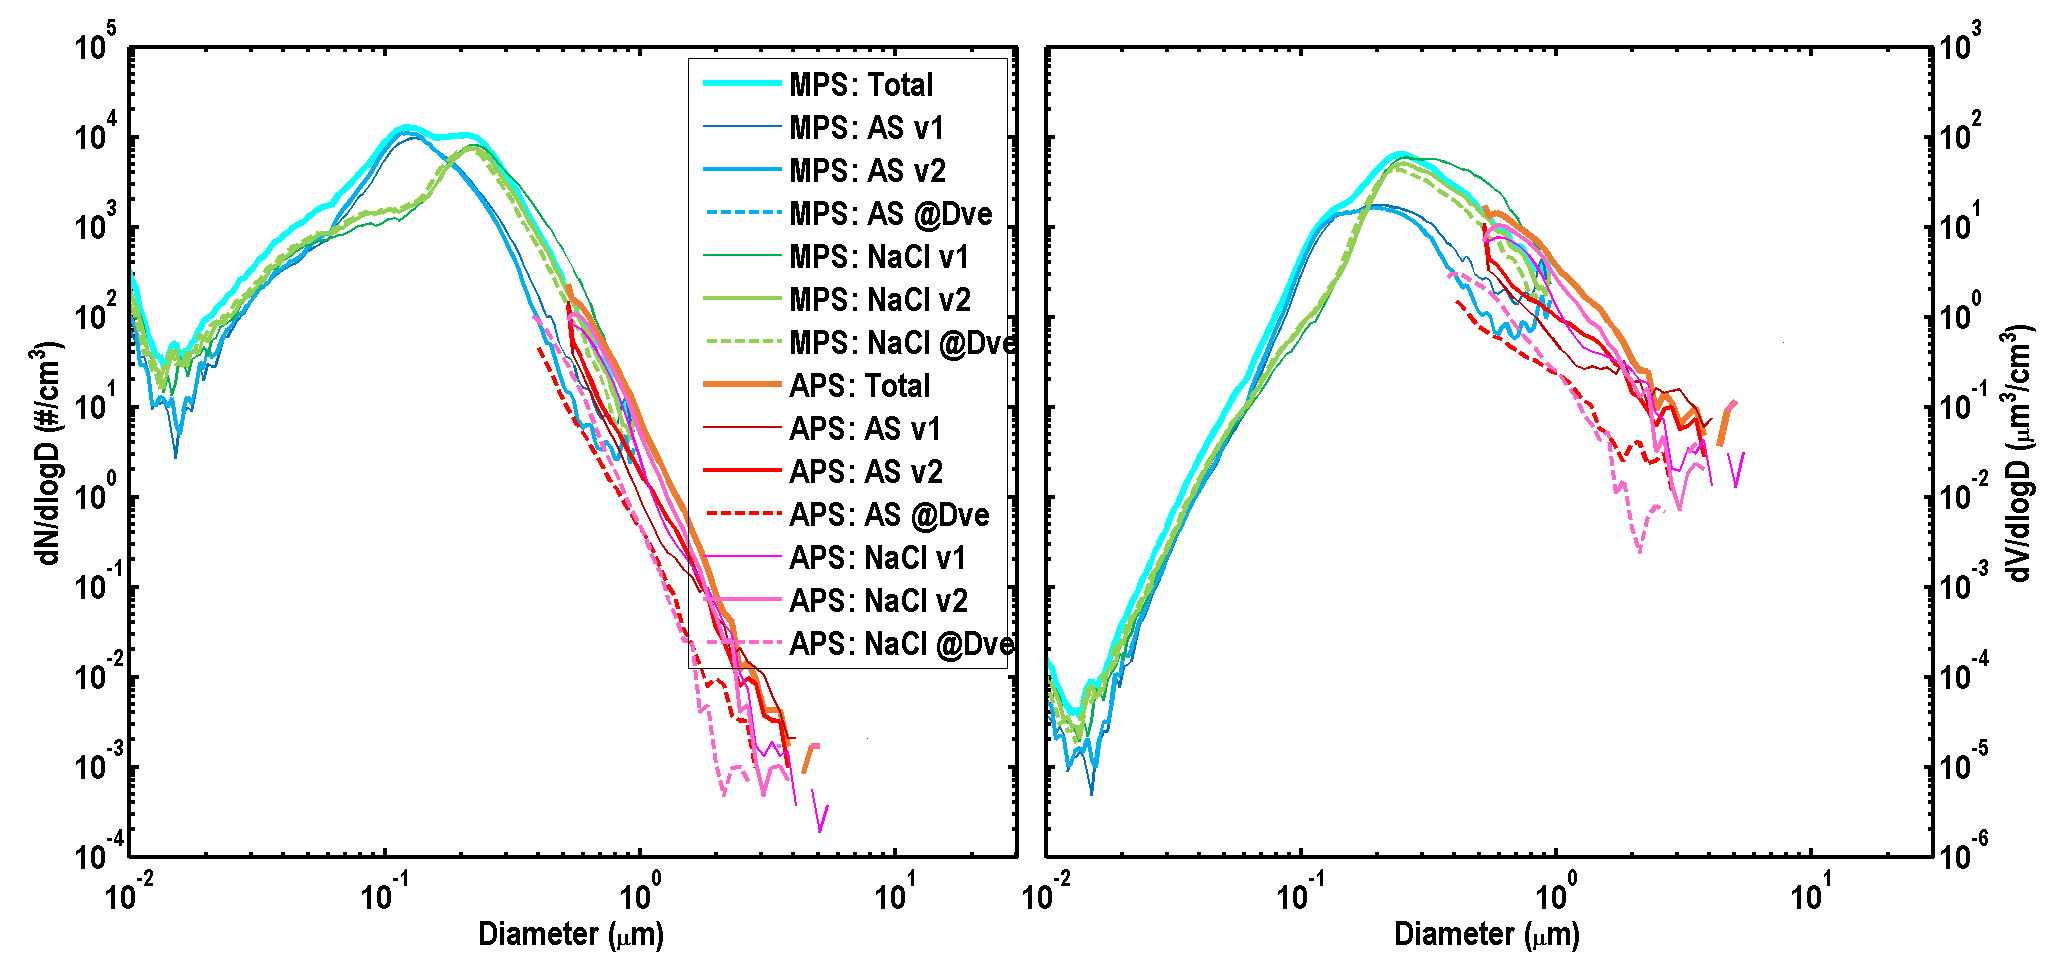 10^5
10^4
10^3
10^2
10^1
10^0
10^-1
10^-2
10^-3
10^-4
dN/dlogD (#/cm^3)
10^-2
10^-1
10^0
10^1
Diameter (μm)
MPS: Total
MPS: AS v1
MPS: AS v2
MPS: AS @Dve
MPS: NaCl v1
MPS: NaCl v2
MPS: NaCl @Dve
APS: Total
APS: AS v1
APS: AS v2
APS: AS @Dve
APS: NaCl v1
APS: NaCl v2
APS: NaCl @Dve
10^-2
10^-1
10^0
10^1
Diameter (μm)
10^3
10^2
10^1
10^0
10^-1
10^-2
10^-3
10^-4
10^-5
10^-6
dV/dlogD (μm^3/cm^3)